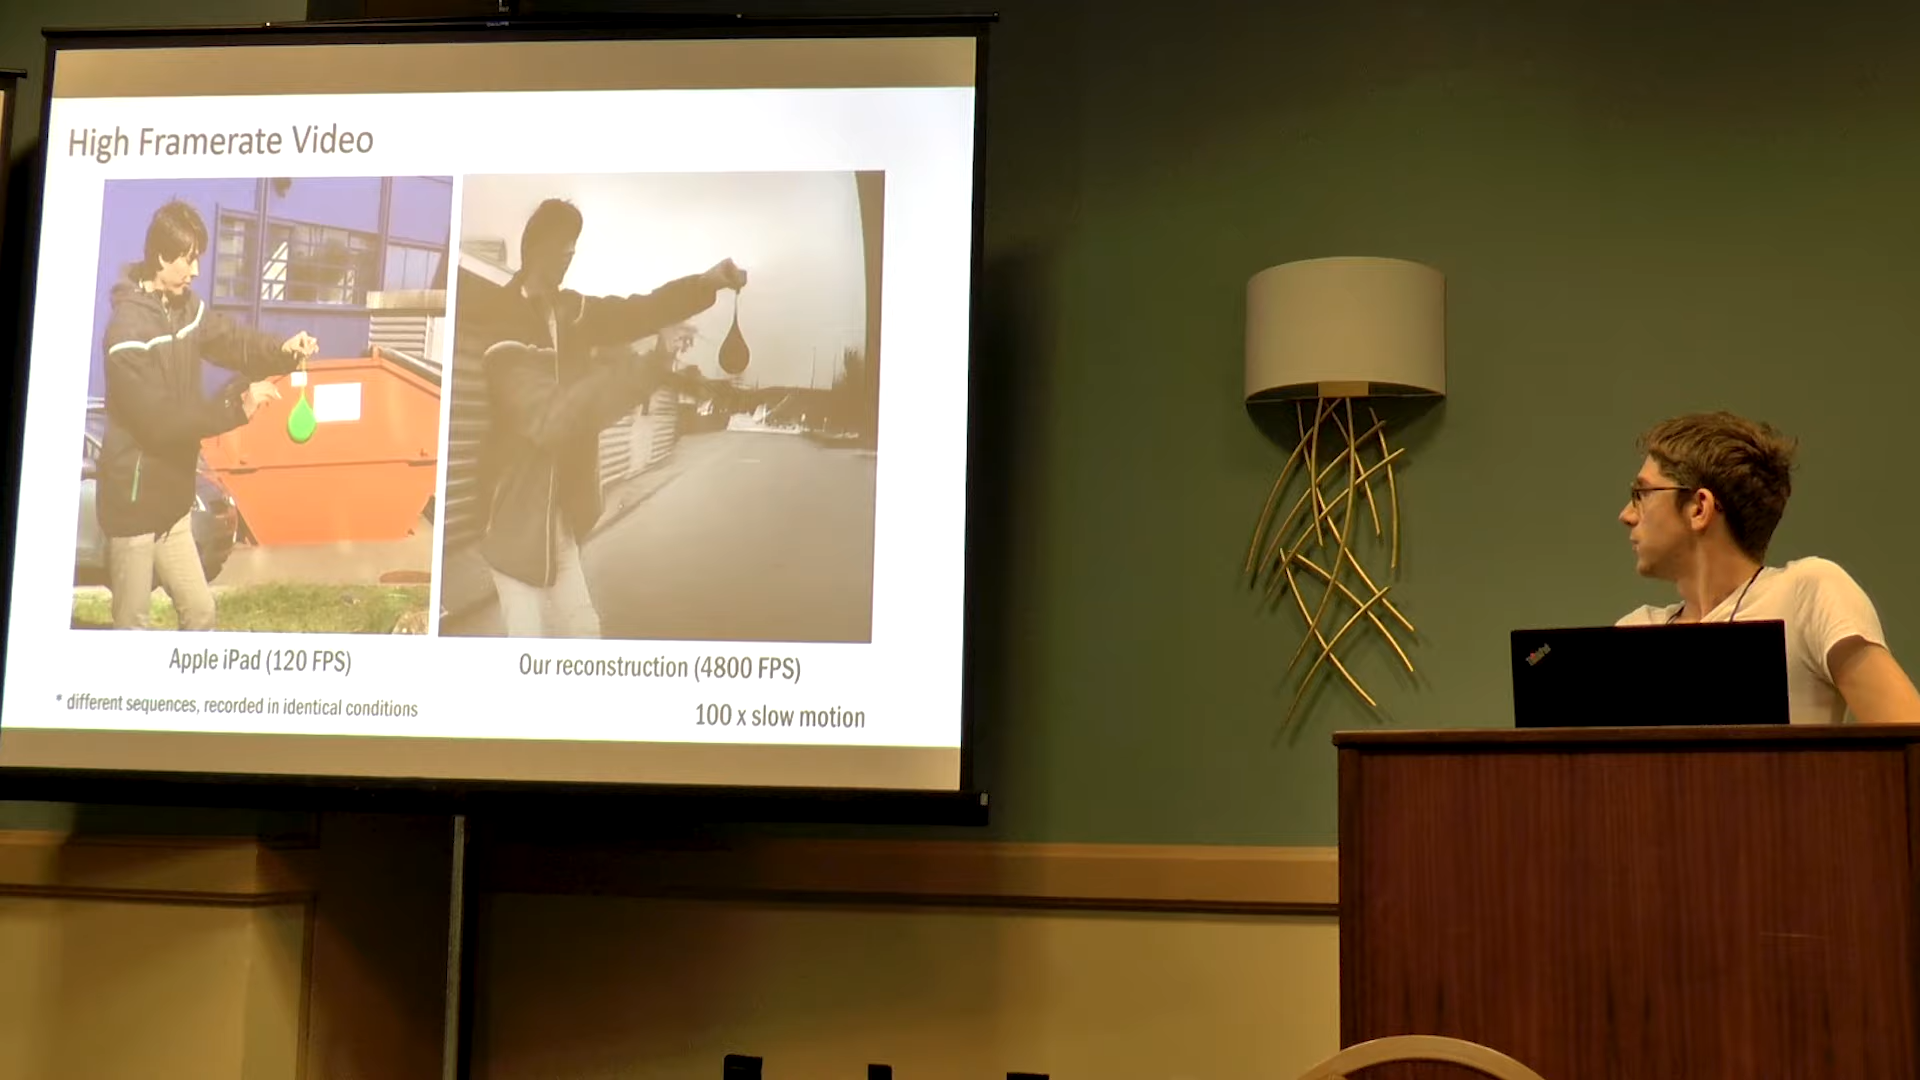 High Framerate Video
Apple iPad (120 FPS)
Our reconstruction (4800 FPS)
* different sequences, recorded in identical conditions
100 x slow motion
ThinkPad